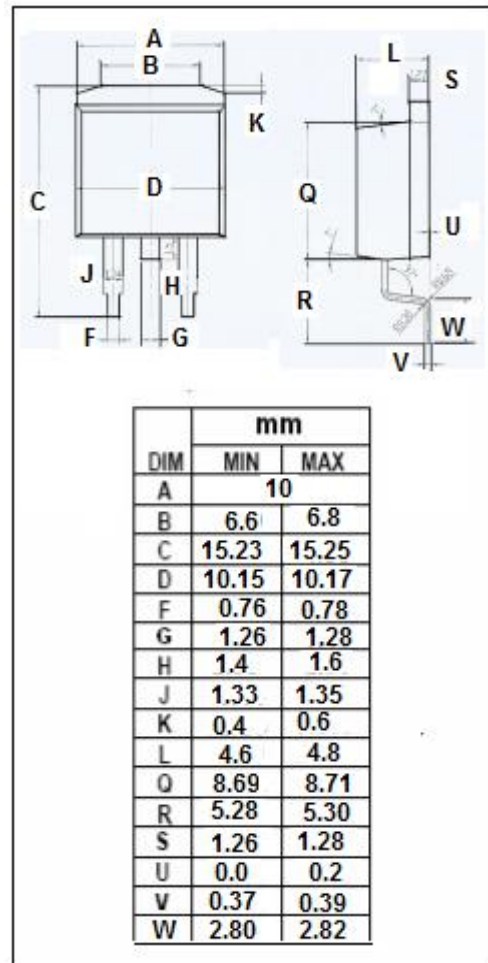 A
B
L
S
K
C
D
Q
U
J
H
R
F
G
W
V
mm
DIM MIN MAX
A 10
B 6.6 6.8
C 15.23 15.25
D 10.15 10.17
F 0.76 0.78
G 1.26 1.28
H 1.4 1.6
J 1.33 1.35
K 0.4 0.6
L 4.6 4.8
Q 8.69 8.71
R 5.28 5.30
S 1.26 1.28
U 0.0 0.2
V 0.37 0.39
W 2.80 2.82